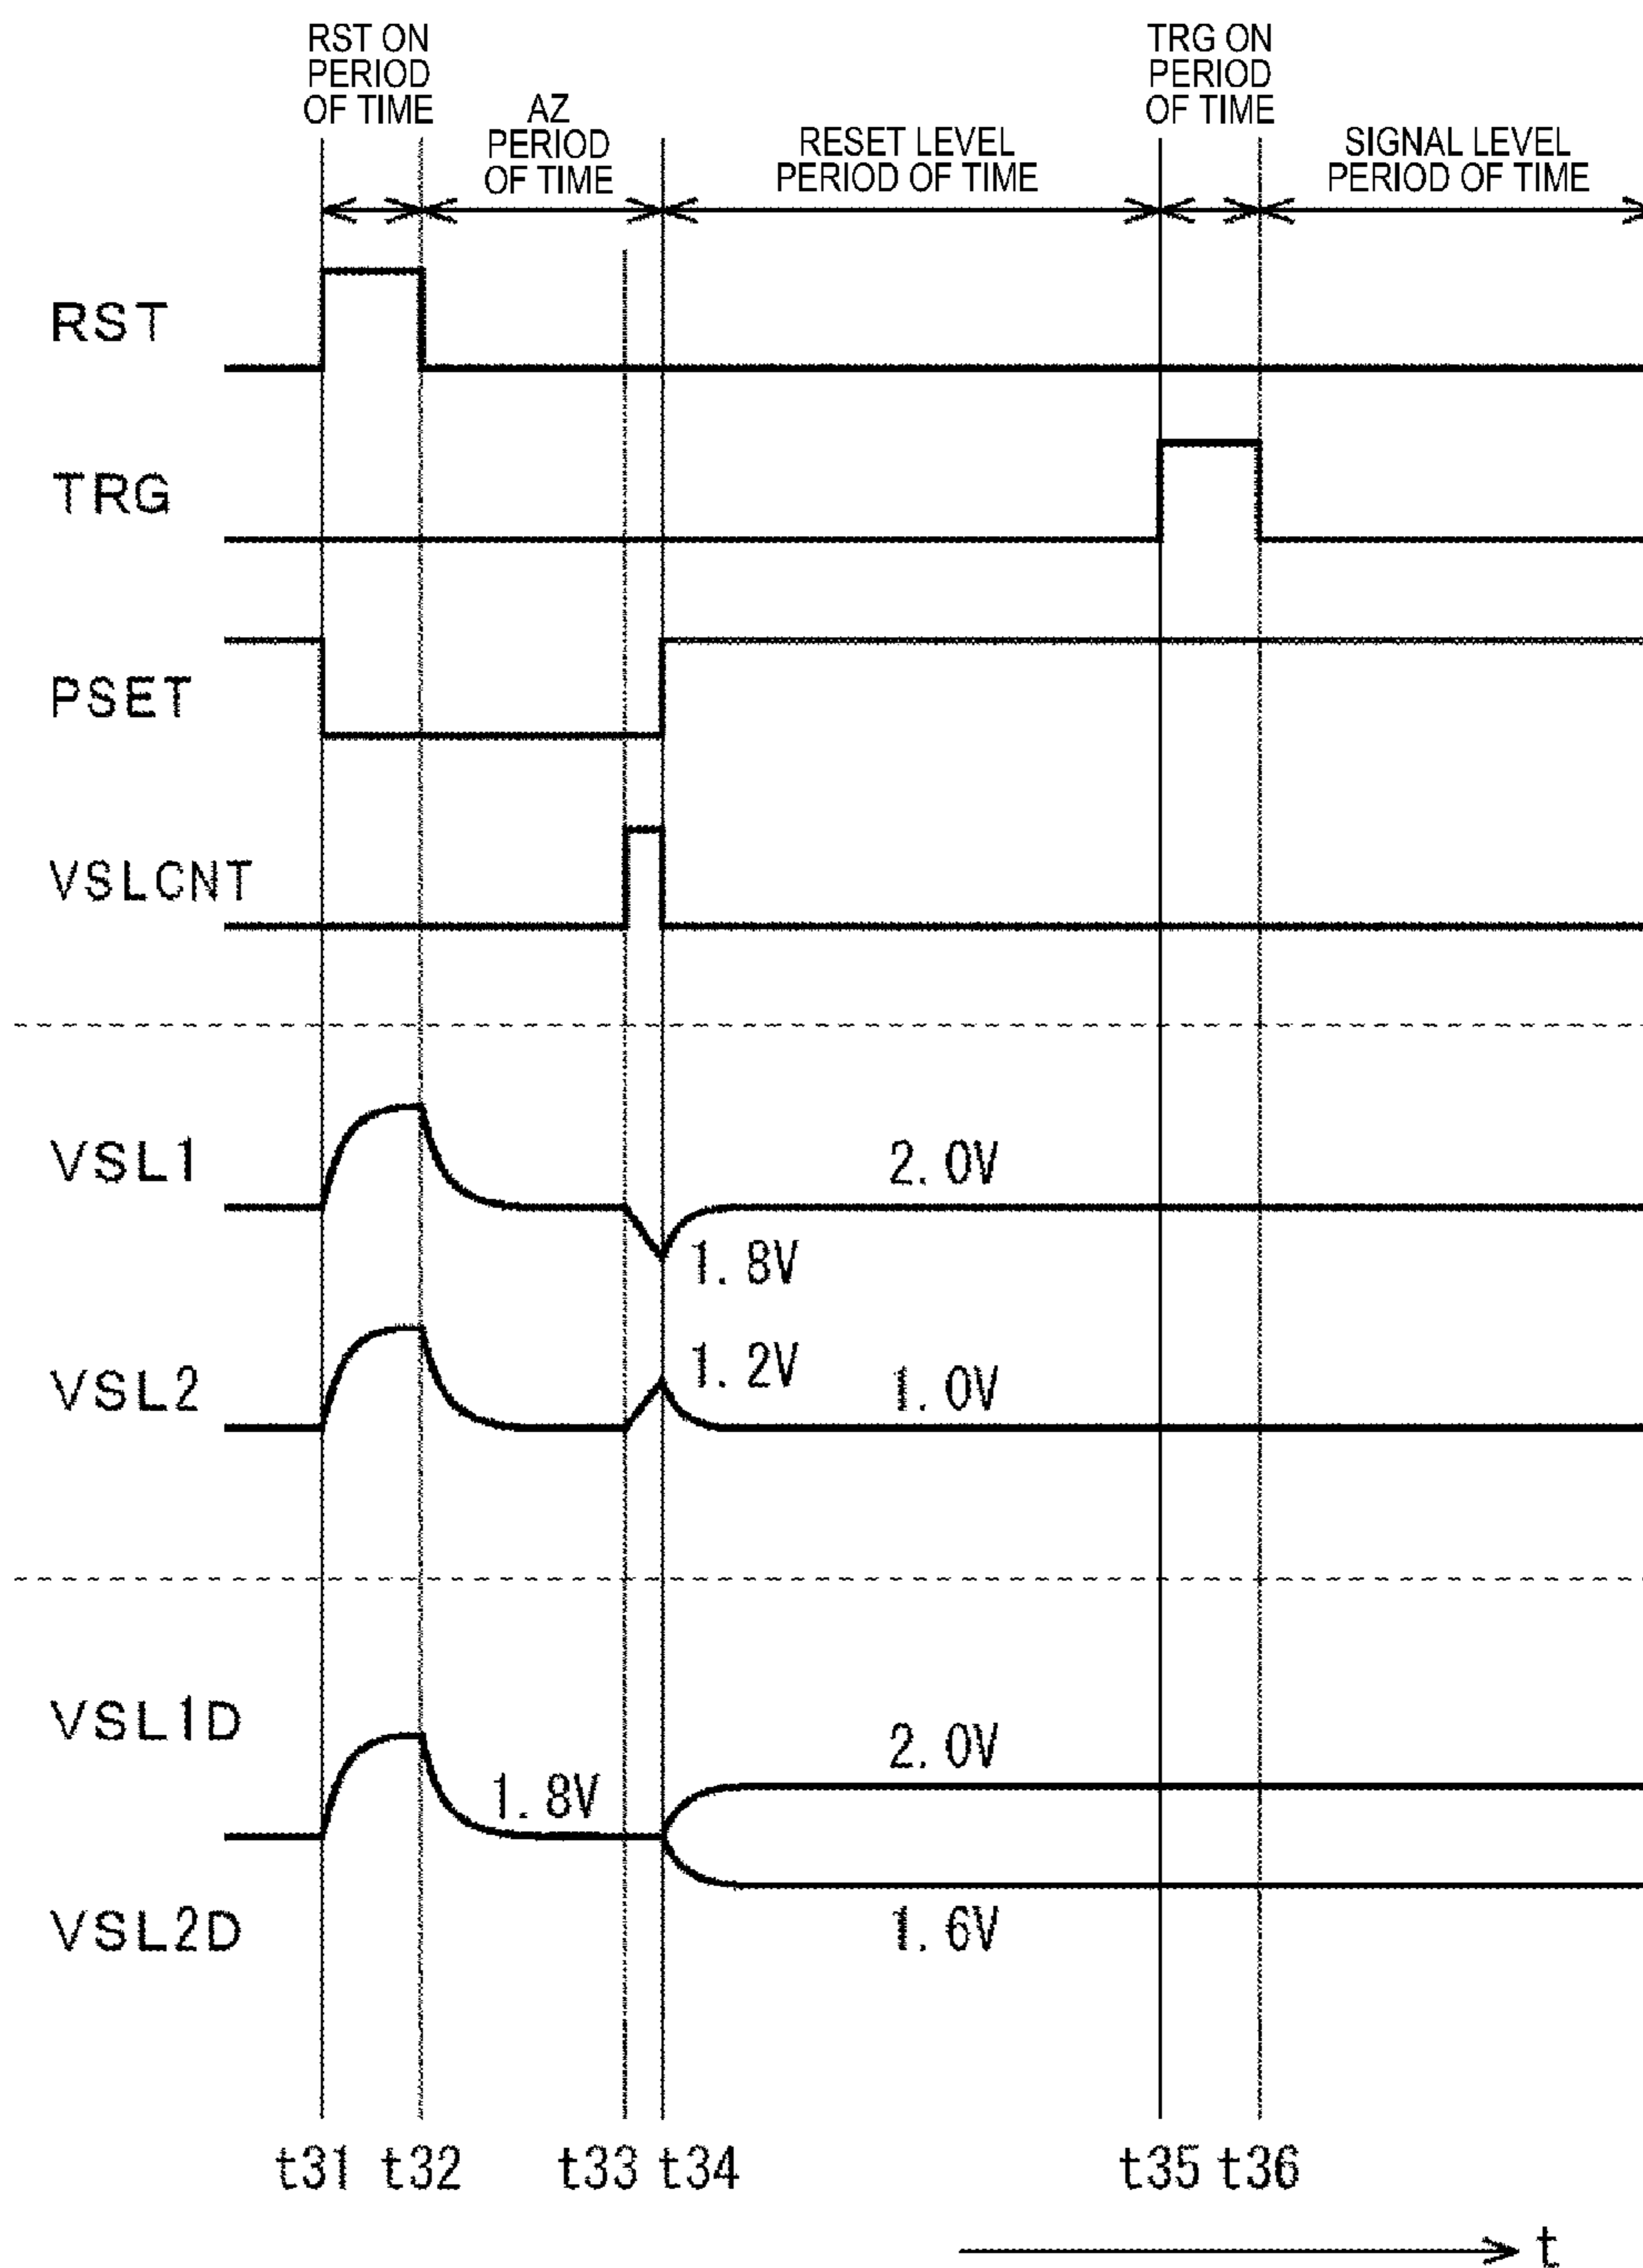 RST ON
PERIOD
OF TIME
AZ
PERIOD
OF TIME
RESET LEVEL
PERIOD OF TIME
TRG ON
PERIOD
OF TIME
SIGNAL LEVEL
PERIOD OF TIME
RST
TRG
PSET
VSLCNT
VSL1
2.0V
1.8V
VSL2
1.2V
1.0V
VSL1D
1.8V
2.0V
VSL2D
1.6V
t31 t32 t33 t34 t35 t36
t